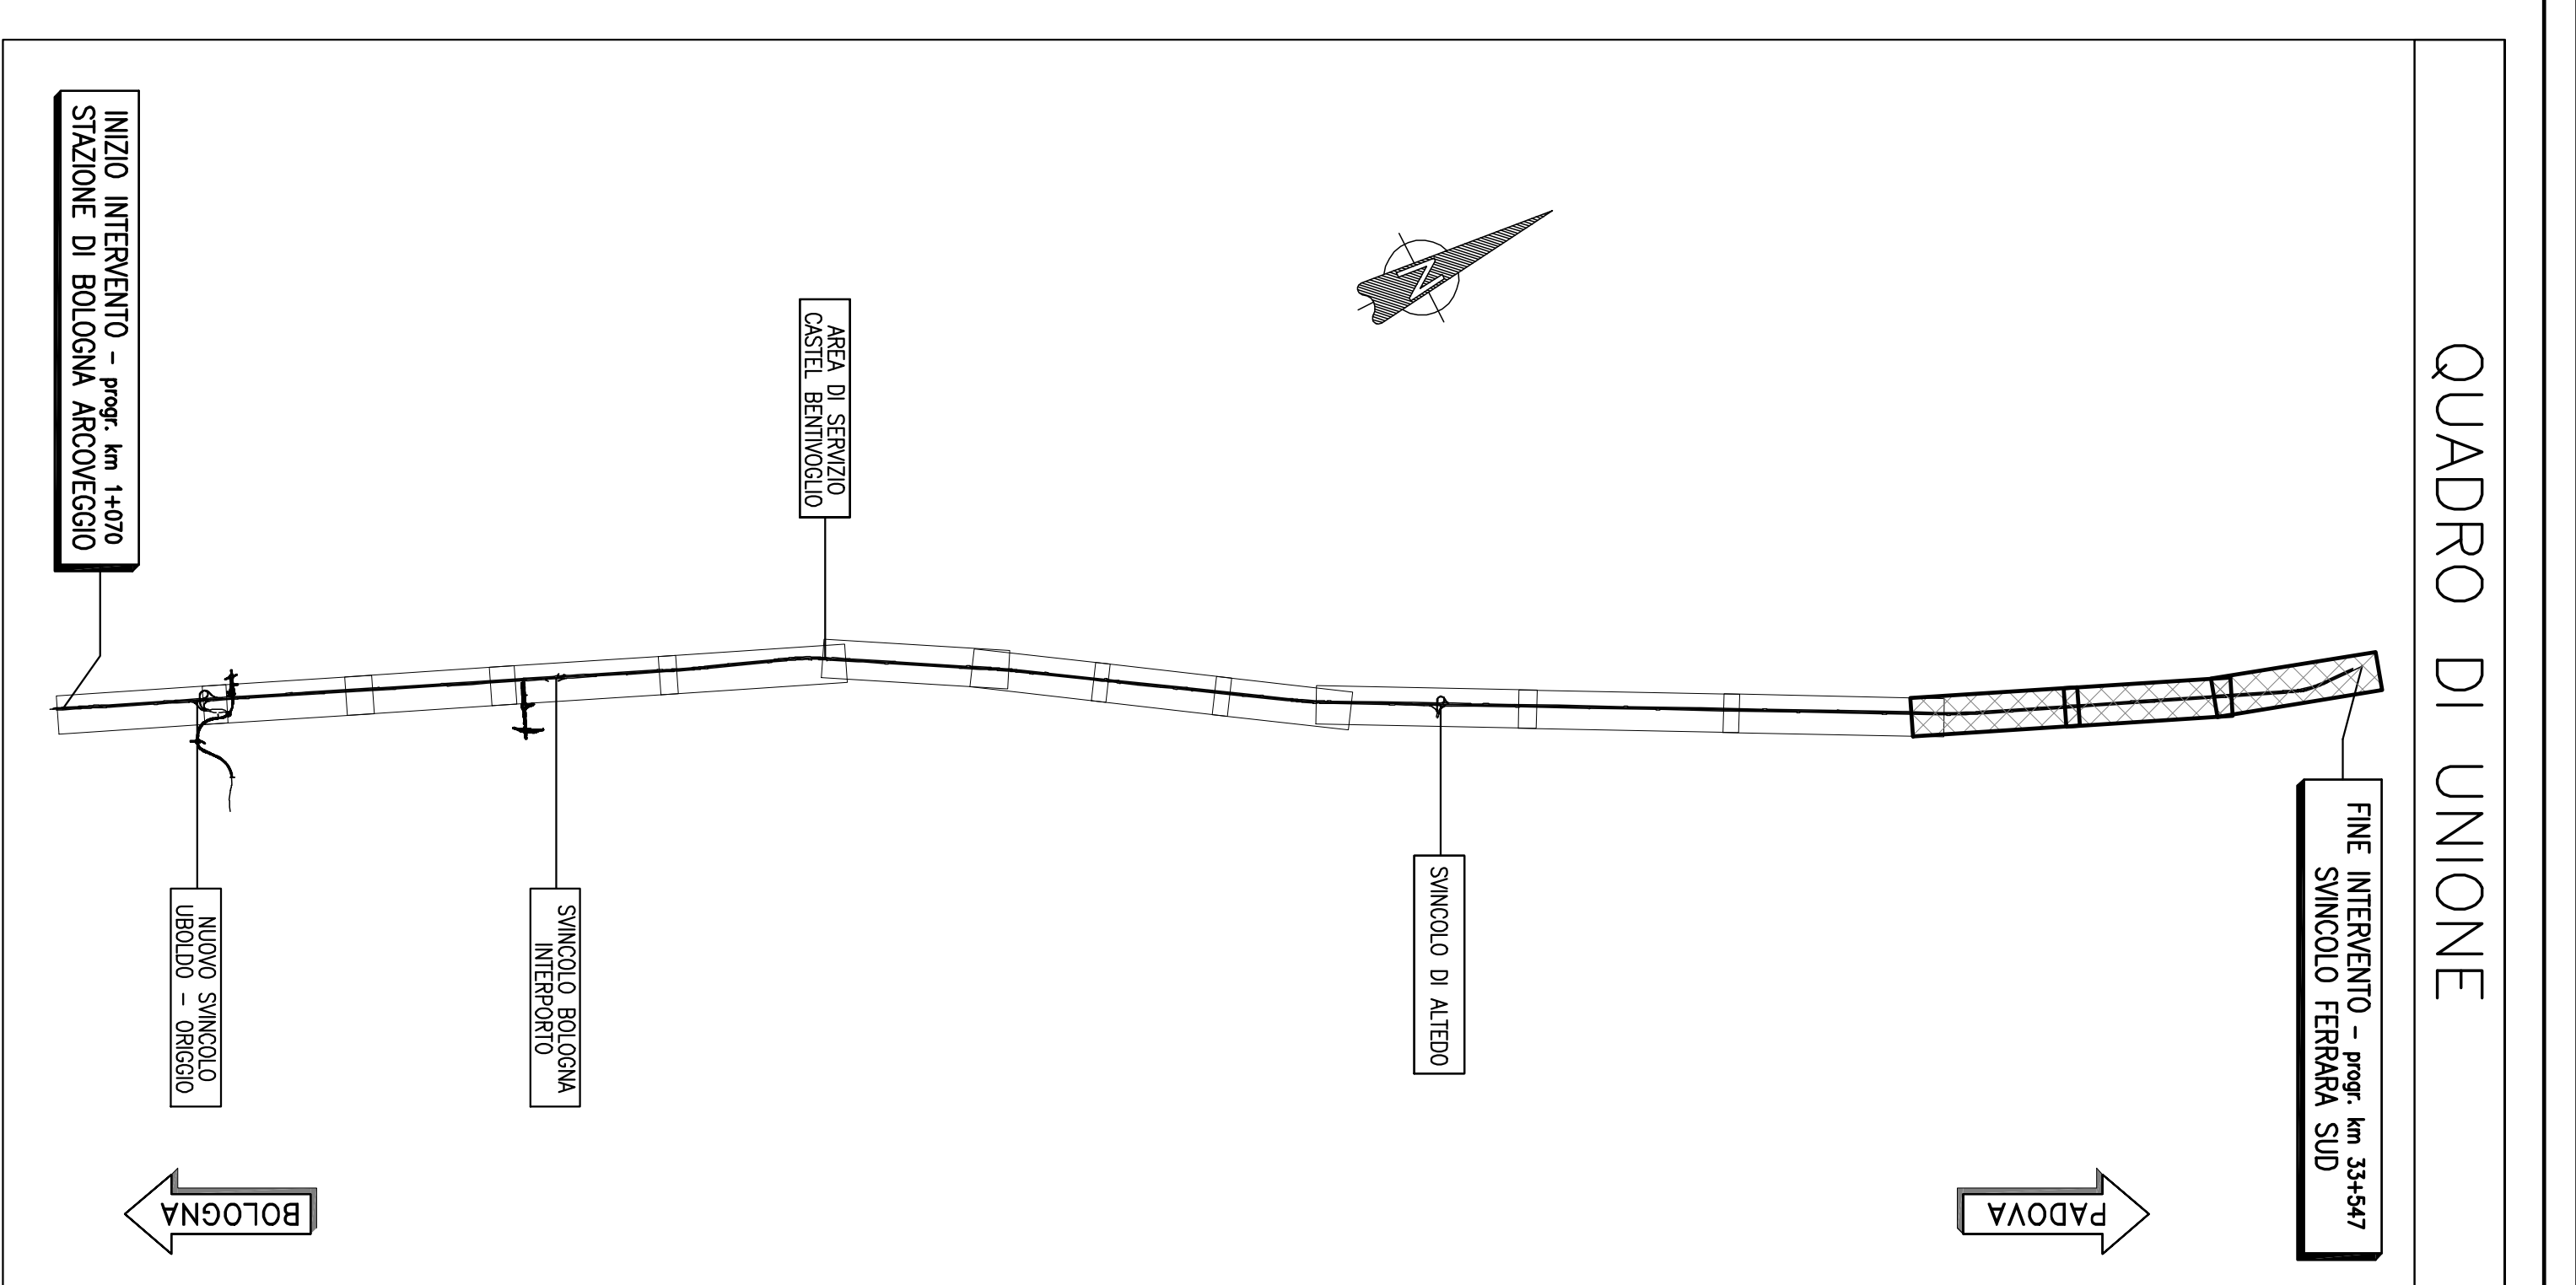 QUADRO DI UNIONE
INIZIO INTERVENTO - progr. km 1+070
STAZIONE DI BOLOGNA ARCOVEGGIO
AREA DI SERVIZIO
CASTEL BENTIVOGLIO
N
NUOVO SVINCOLO
UBOLDO - ORIGGIO
SVINCOLO BOLOGNA
INTERPORTO
SVINCOLO DI ALTEDO
FINE INTERVENTO - progr. km 33+547
SVINCOLO FERRARA SUD
BOLOGNA
PADOVA